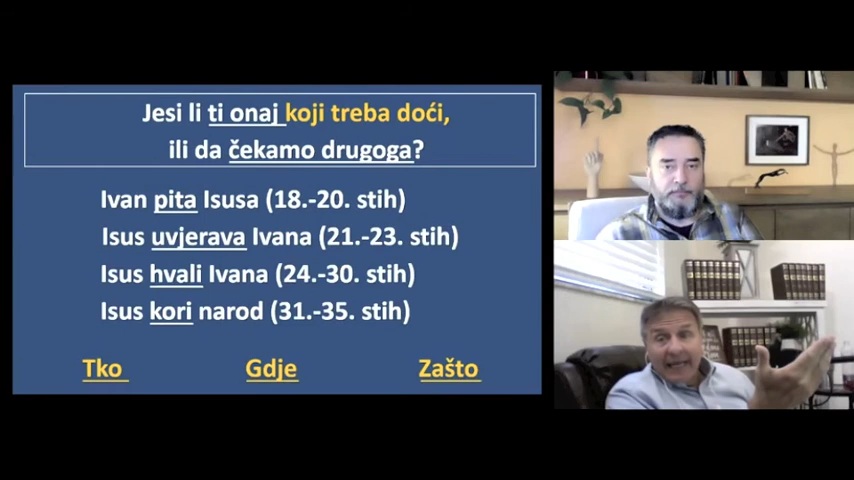 Jesi li ti onaj koji treba doći,
ili da čekamo drugoga?
Ivan pita Isusa (18.-20. stih)
Isus uvjerava Ivana (21.-23. stih)
Isus hvali Ivana (24.-30. stih)
Isus kori narod (31.-35. stih)
Tko Gdje Zašto